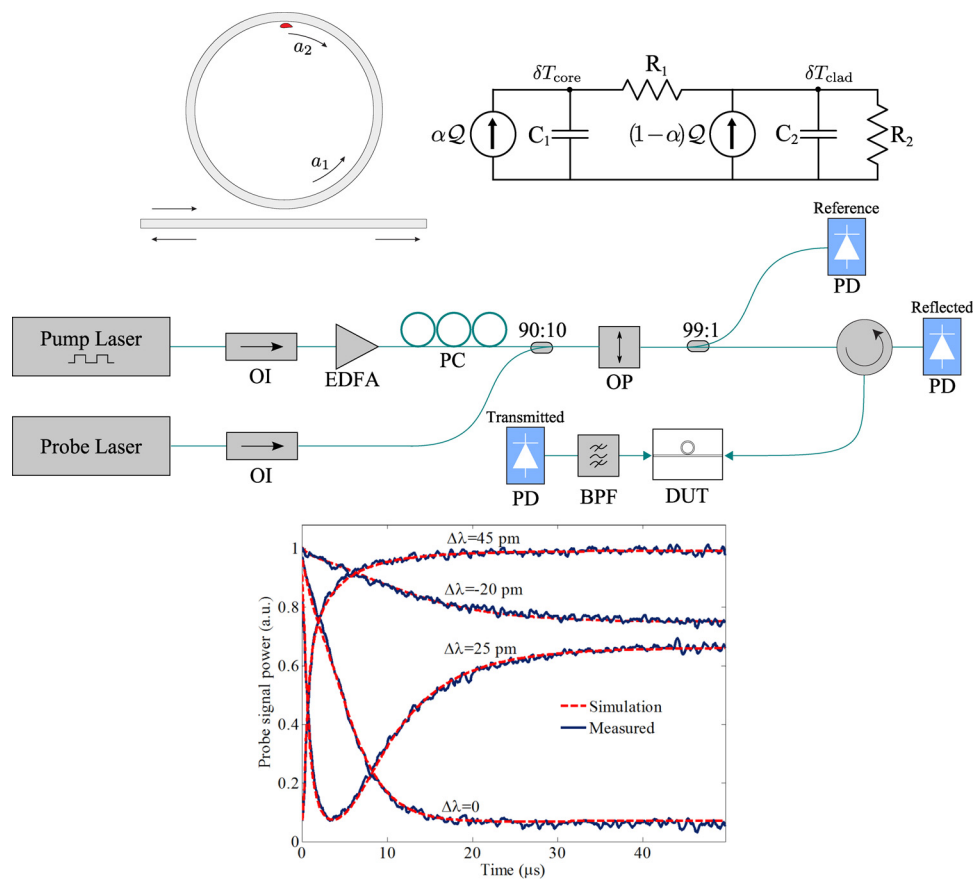 a₂
a₁
δT_core
R₁
δT_clad
α𝒬
C₁
(1−α)𝒬
C₂
R₂
Reference
PD
Pump Laser
OI
EDFA
PC
90:10
OP
99:1
Reflected
PD
Probe Laser
OI
Transmitted
PD
BPF
DUT
Probe signal power (a.u.)
1
0.8
0.6
0.4
0.2
0
Δλ=45 pm
Δλ=-20 pm
Δλ=25 pm
Simulation
Measured
Δλ=0
0 10 20 30 40
Time (μs)